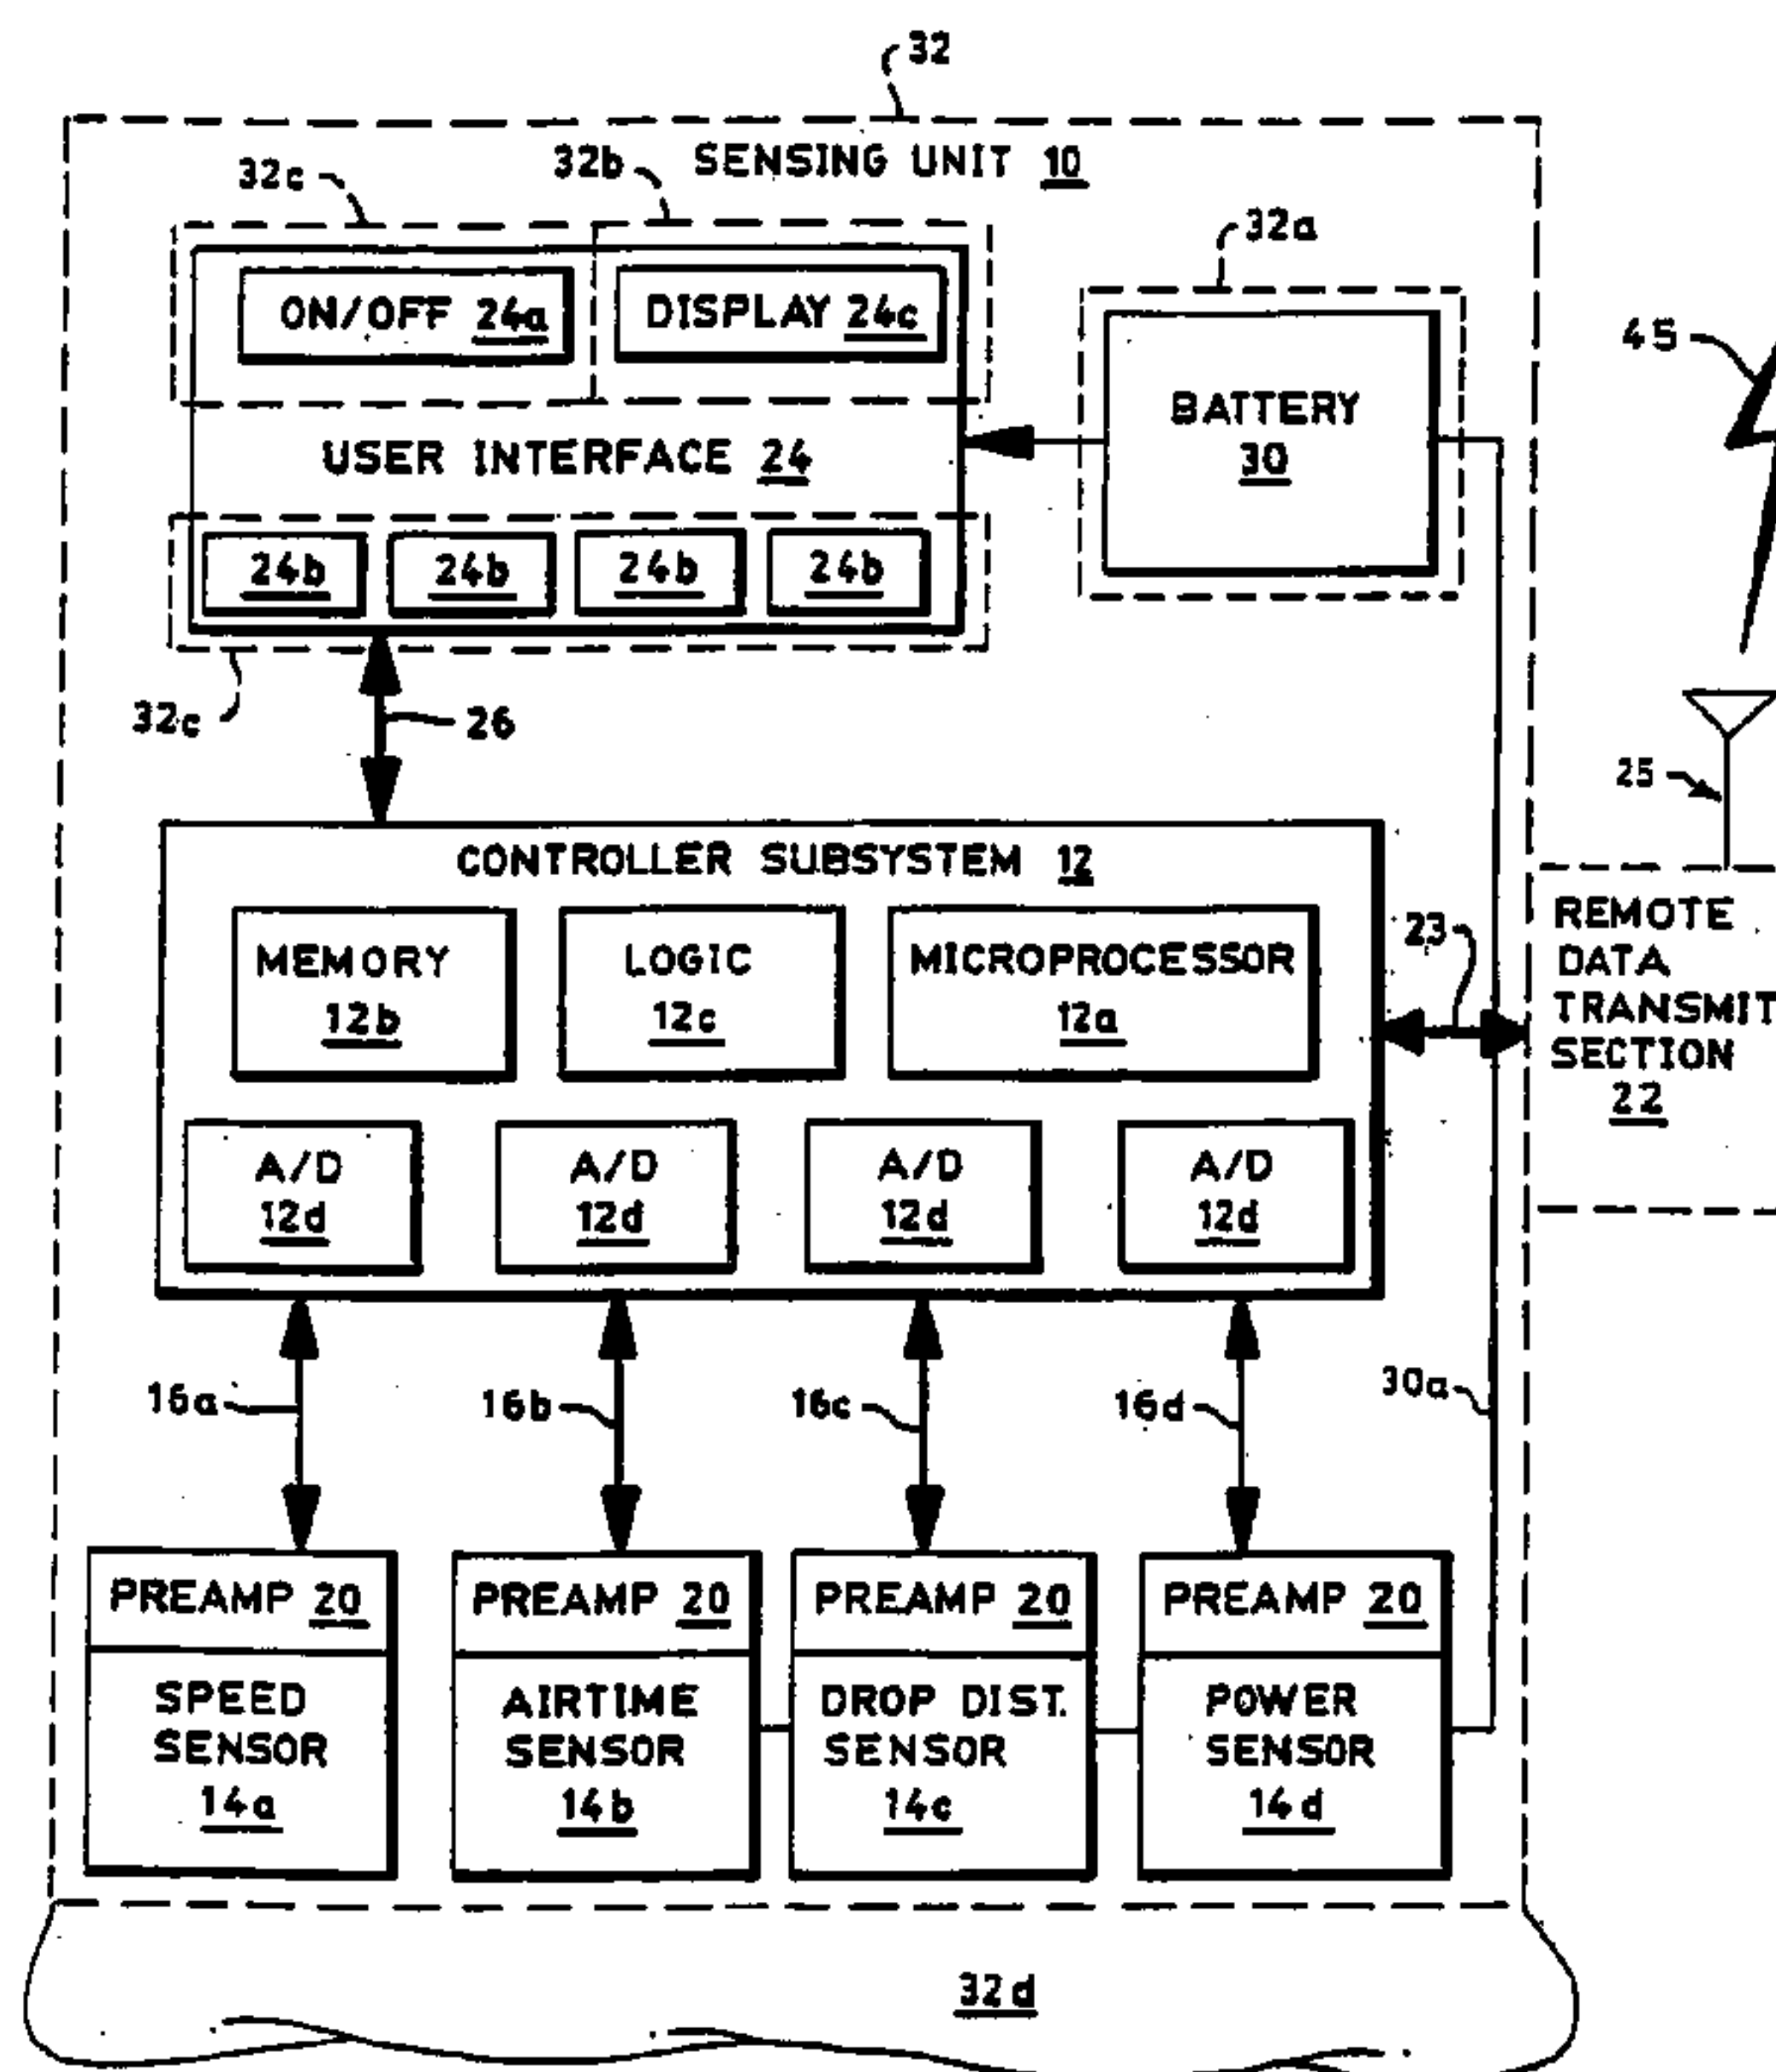 32
SENSING UNIT 10
32c
32b
32a
ON/OFF 24a
DISPLAY 24c
45
BATTERY
30
USER INTERFACE 24
24b
24b
24b
24b
32c
26
25
CONTROLLER SUBSYSTEM 12
MEMORY
12b
LOGIC
12c
MICROPROCESSOR
12a
23
REMOTE
DATA
TRANSMIT
SECTION
22
A/D
12d
A/D
12d
A/D
12d
A/D
12d
16a
16b
16c
16d
30a
PREAMP 20
SPEED
SENSOR
14a
PREAMP 20
AIRTIME
SENSOR
14b
PREAMP 20
DROP DIST.
SENSOR
14c
PREAMP 20
POWER
SENSOR
14d
32d